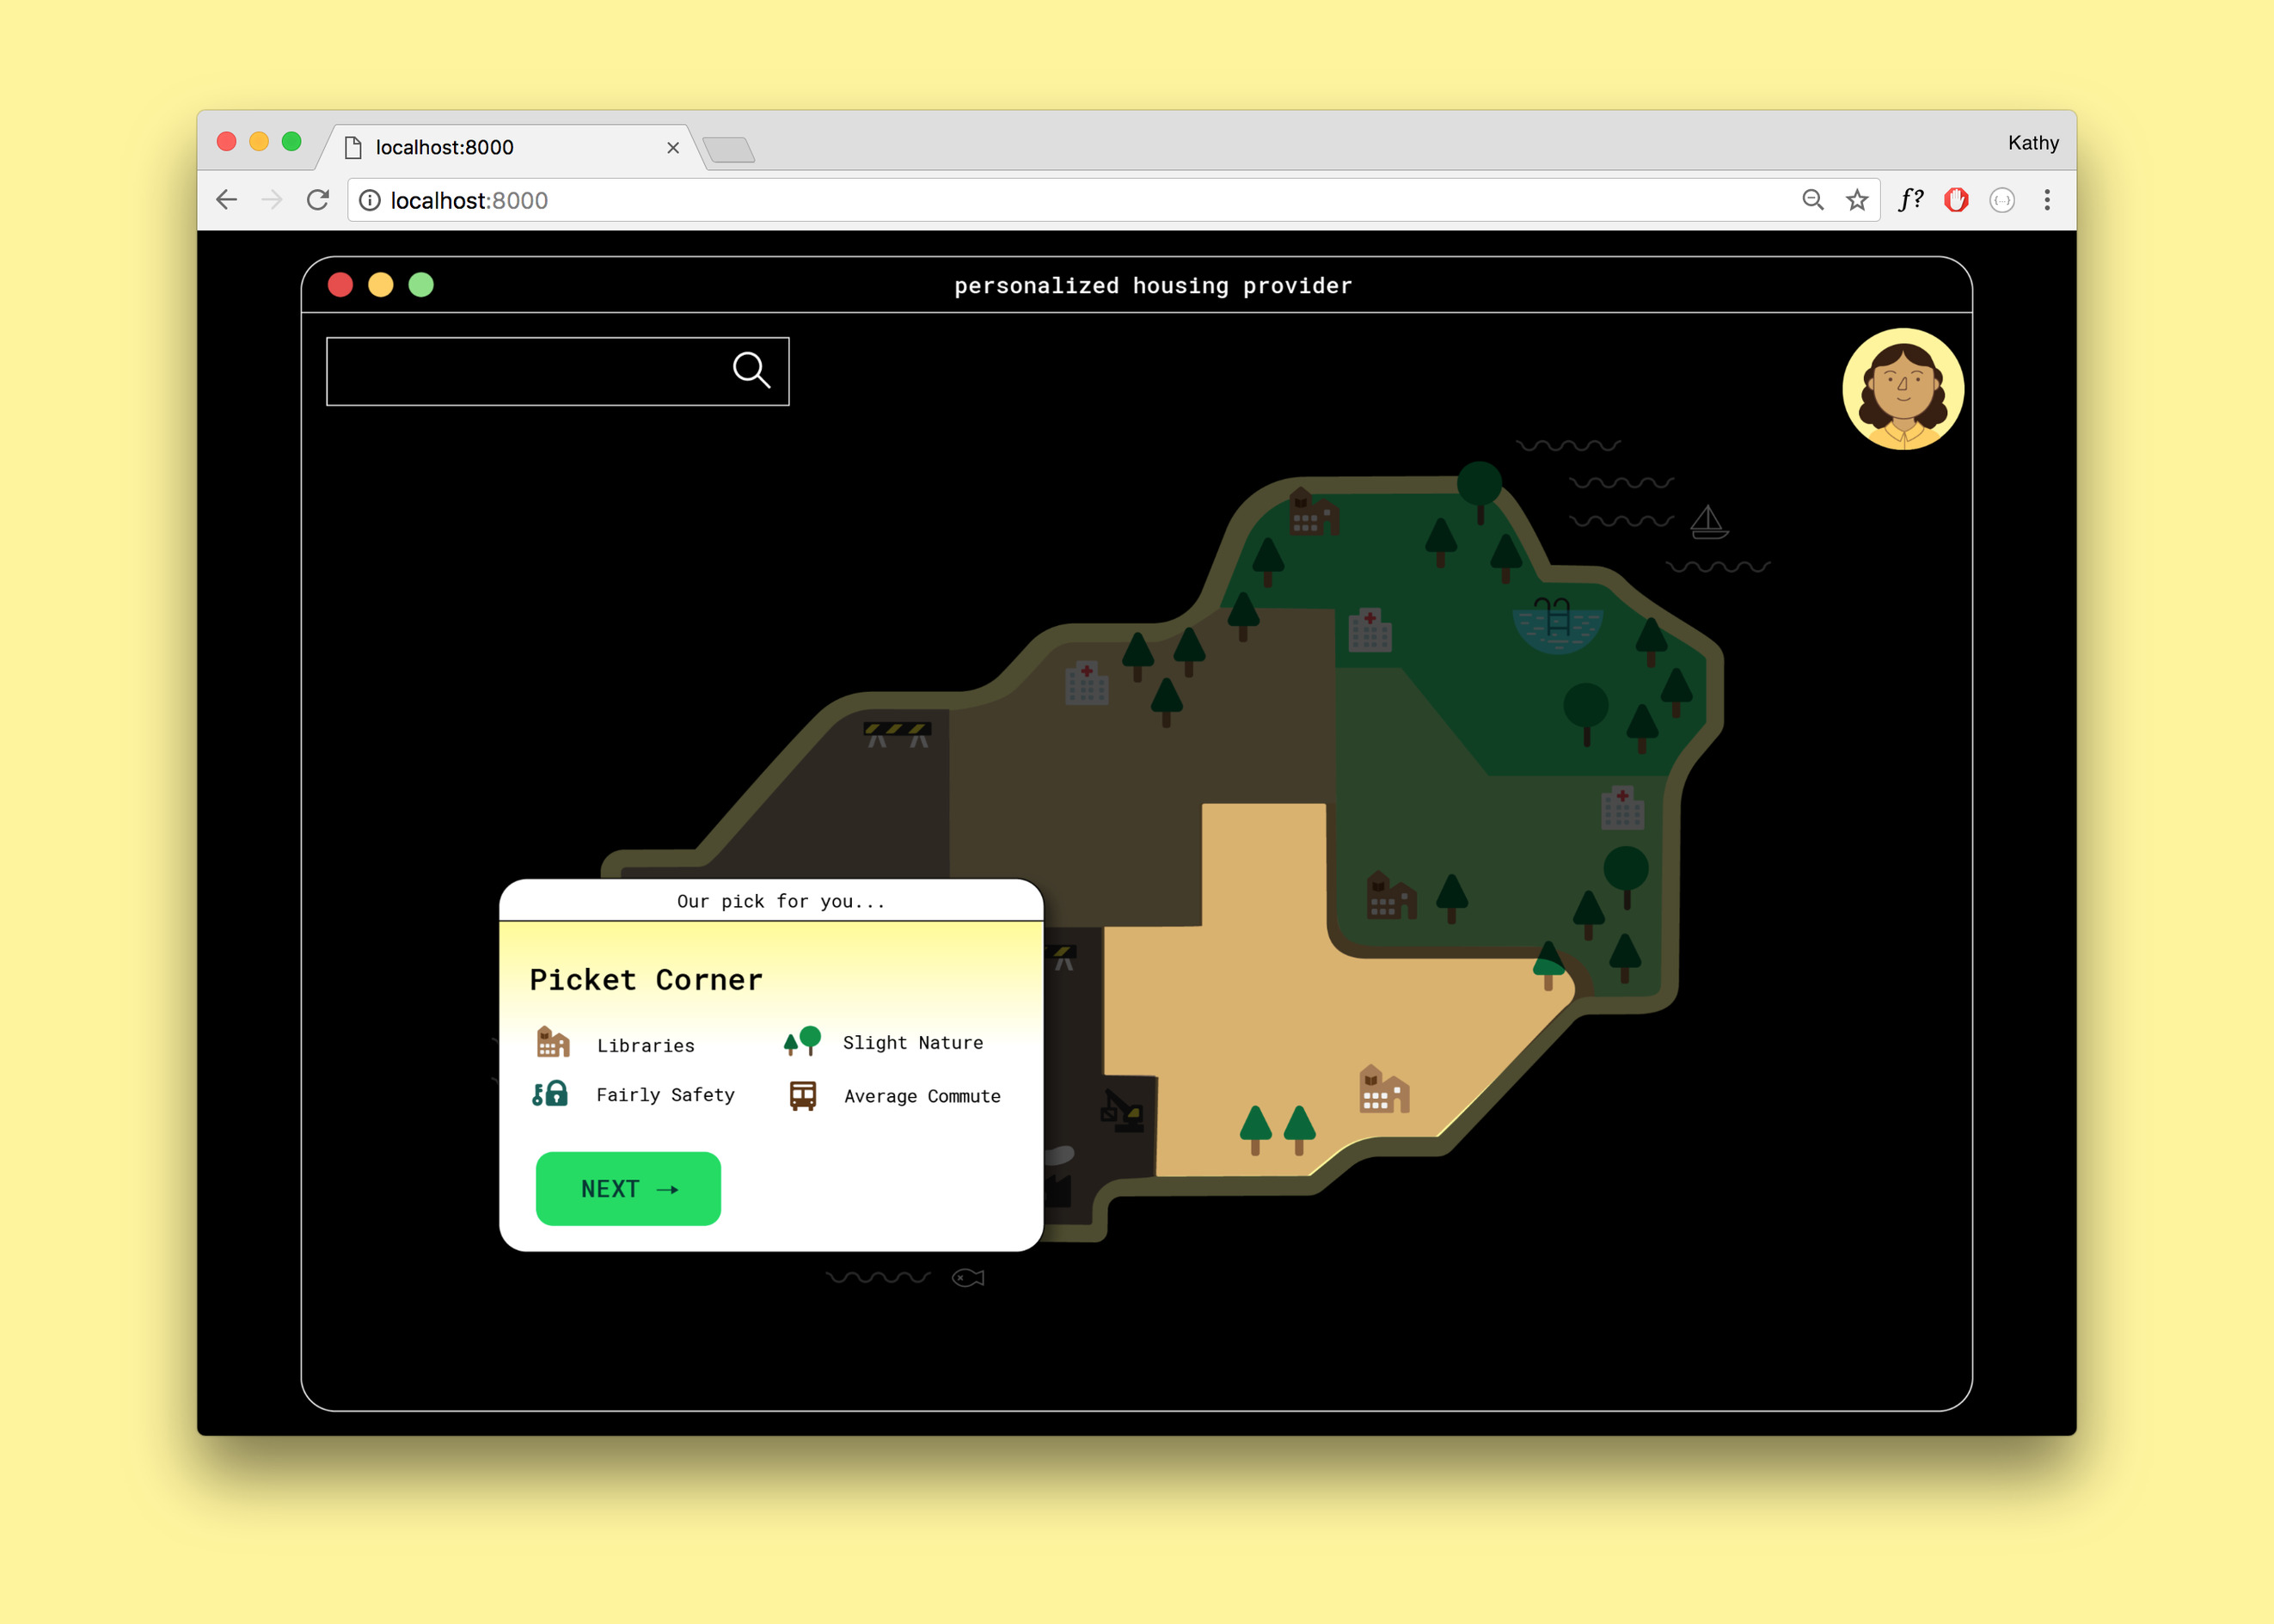 localhost:8000
Kathy
localhost:8000
f?
{...}
personalized housing provider
Our pick for you...
Picket Corner
Libraries
Slight Nature
Fairly Safety
Average Commute
NEXT →